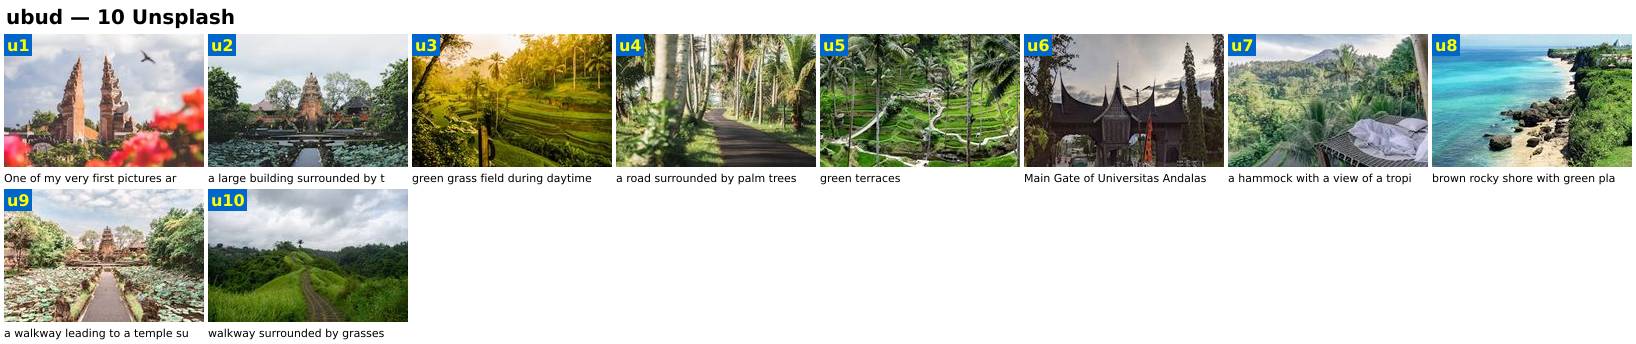 ubud — 10 Unsplash
u1
u2
u3
u4
u5
u6
u7
u8
One of my very first pictures ar
a large building surrounded by t
green grass field during daytime
a road surrounded by palm trees
green terraces
Main Gate of Universitas Andalas
a hammock with a view of a tropi
brown rocky shore with green pla
u9
u10
a walkway leading to a temple su
walkway surrounded by grasses